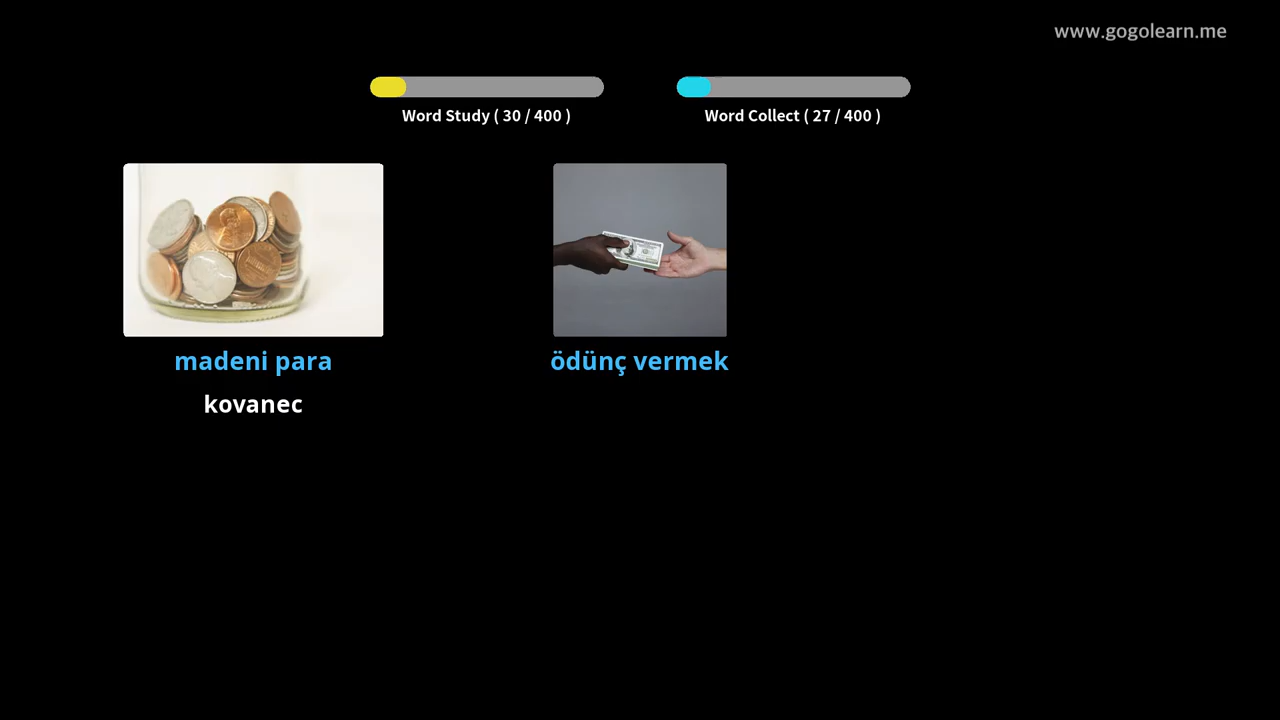 www.gogolearn.me
Word Study ( 30 / 400 )
Word Collect ( 27 / 400 )
madeni para
kovanec
ödünç vermek